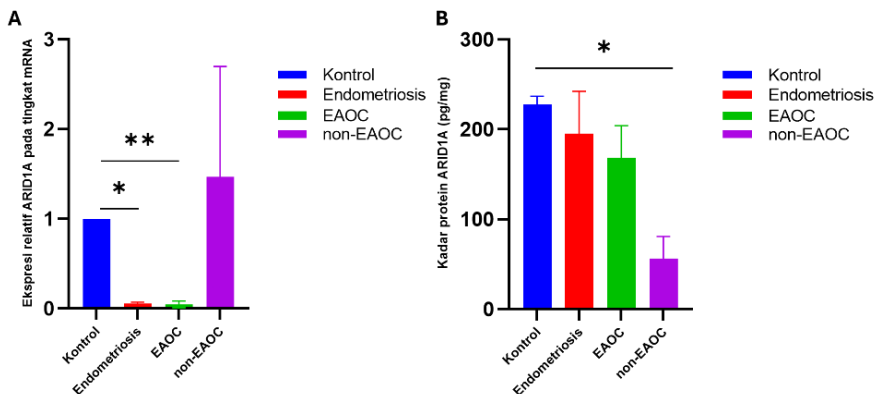 A
Ekspresi relatif ARID1A pada tingkat mRNA
3
2
1
0
**
*
Kontrol
Endometriosis
EAOC
non-EAOC
Kontrol
Endometriosis
EAOC
non-EAOC
B
Kadar protein ARID1A (pg/mg)
300
200
100
0
*
Kontrol
Endometriosis
EAOC
non-EAOC
Kontrol
Endometriosis
EAOC
non-EAOC